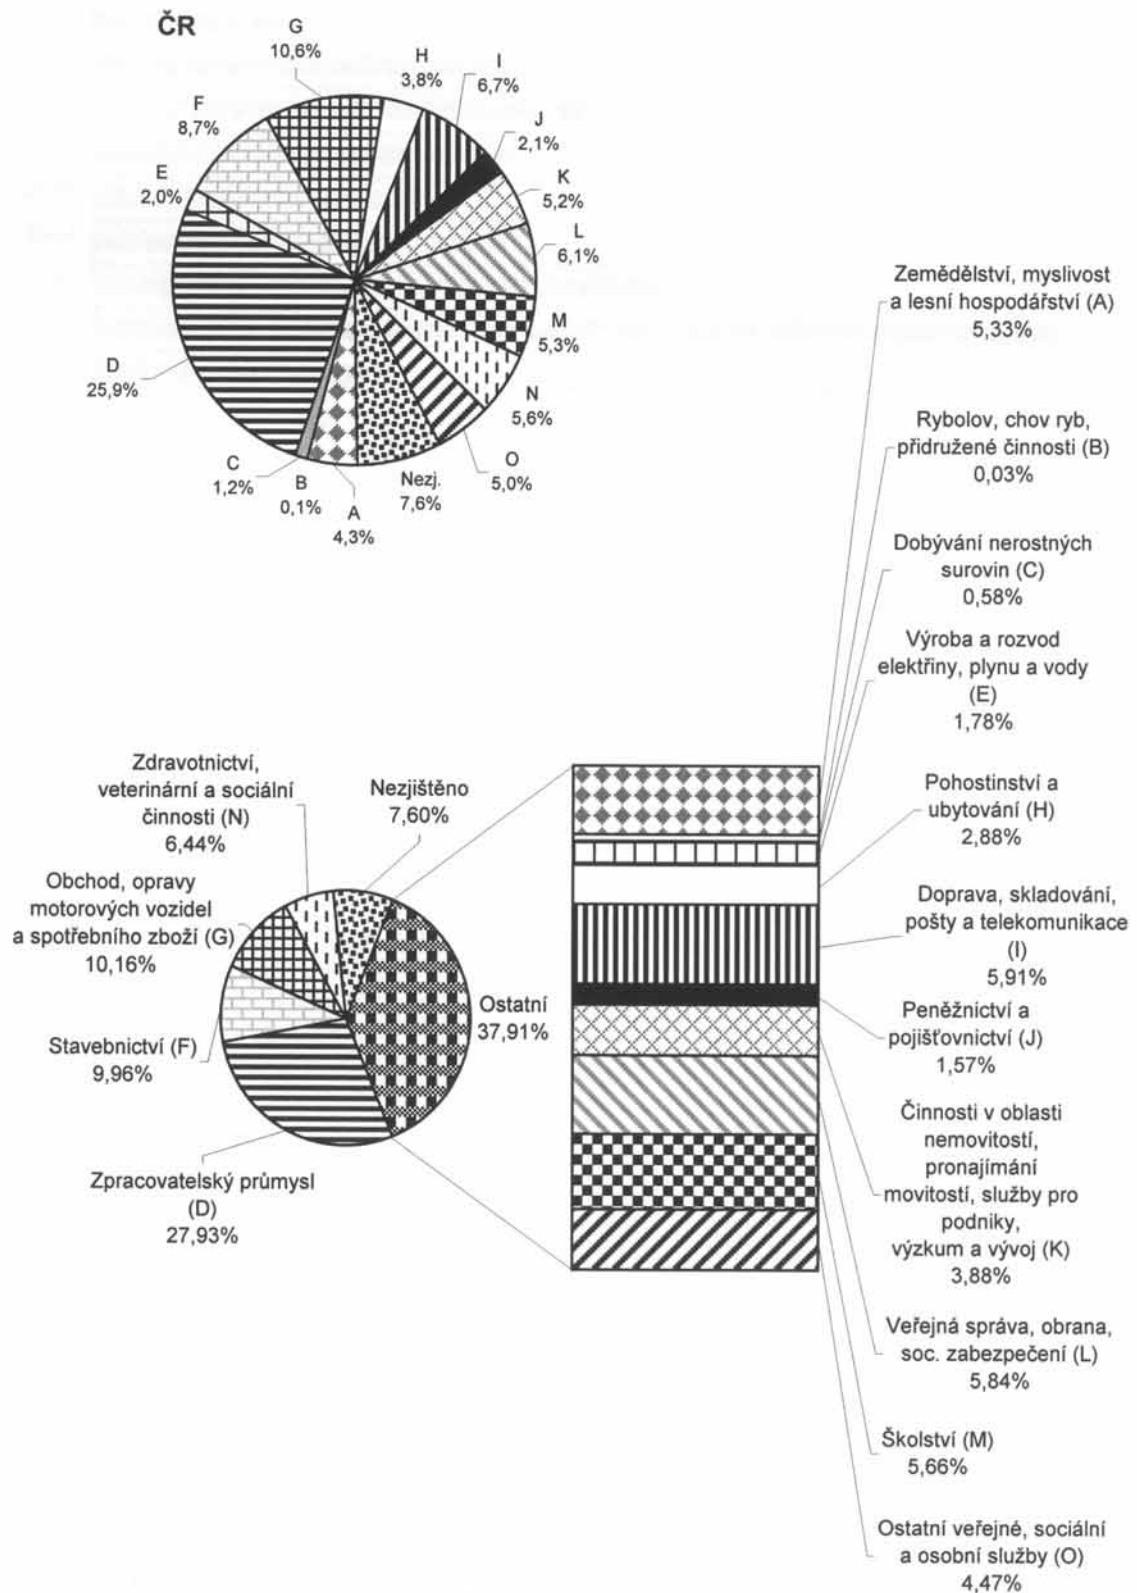 ČR
G
10,6%
H
3,8%
I
6,7%
J
2,1%
K
5,2%
L
6,1%
M
5,3%
N
5,6%
O
5,0%
Nezj.
7,6%
A
4,3%
B
0,1%
C
1,2%
D
25,9%
E
2,0%
F
8,7%
Zdravotnictví,
veterinární a sociální
činnosti (N)
6,44%
Nezjištěno
7,60%
Obchod, opravy
motorových vozidel
a spotřebního zboží (G)
10,16%
Stavebnictví (F)
9,96%
Zpracovatelský průmysl
(D)
27,93%
Ostatní
37,91%
Zemědělství, myslivost
a lesní hospodářství (A)
5,33%
Rybolov, chov ryb,
přidružené činnosti (B)
0,03%
Dobývání nerostných
surovin (C)
0,58%
Výroba a rozvod
elektřiny, plynu a vody
(E)
1,78%
Pohostinství a
ubytování (H)
2,88%
Doprava, skladování,
pošty a telekomunikace
(I)
5,91%
Peněžnictví a
pojišťovnictví (J)
1,57%
Činnosti v oblasti
nemovitostí,
pronajímání
movitostí, služby pro
podniky,
výzkum a vývoj (K)
3,88%
Veřejná správa, obrana,
soc. zabezpečení (L)
5,84%
Školství (M)
5,66%
Ostatní veřejné, sociální
a osobní služby (O)
4,47%